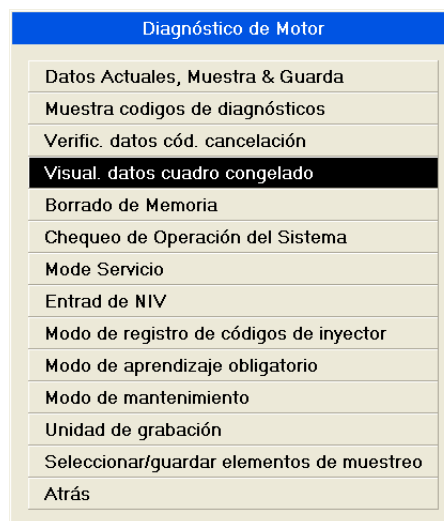 Diagnóstico de Motor
Datos Actuales, Muestra & Guarda
Muestra codigos de diagnósticos
Verific. datos cód. cancelación
Visual. datos cuadro congelado
Borrado de Memoria
Chequeo de Operación del Sistema
Mode Servicio
Entrad de NIV
Modo de registro de códigos de inyector
Modo de aprendizaje obligatorio
Modo de mantenimiento
Unidad de grabación
Seleccionar/guardar elementos de muestreo
Atrás